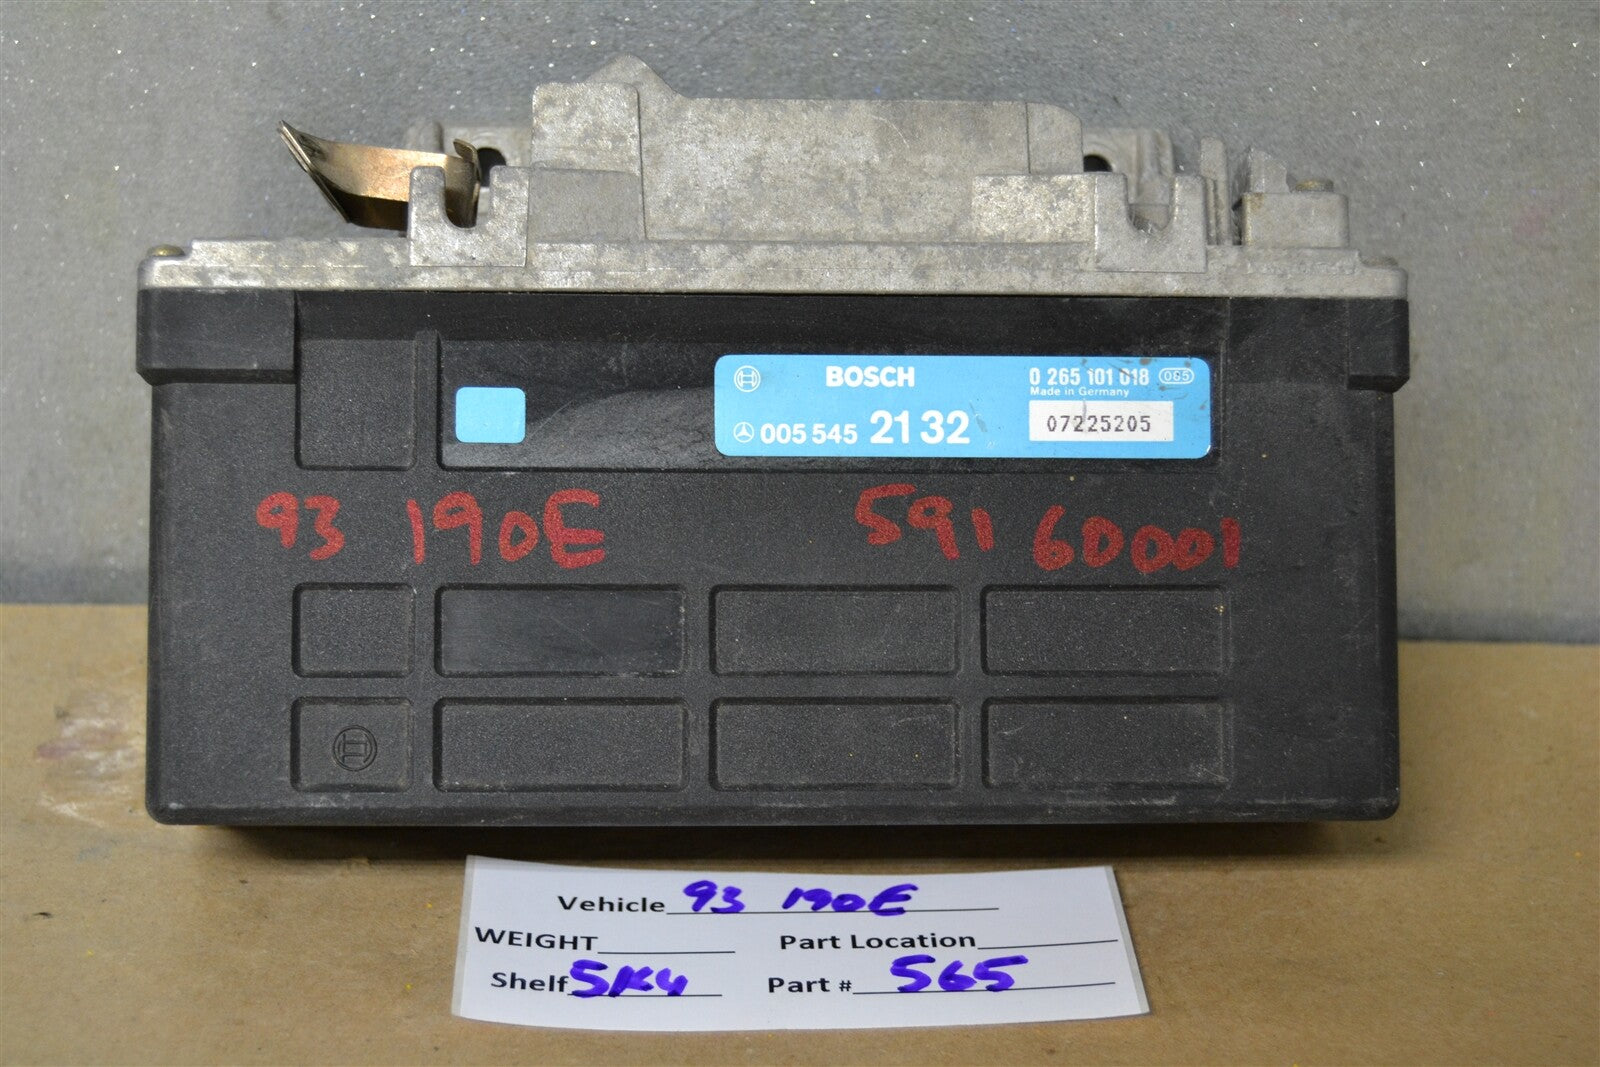 BOSCH
0 265 101 018 065
Made in Germany
005 545 21 32
07225205
93 190E
591 60001
Vehicle 93 190E
WEIGHT
Part Location
Shelf 5K4
Part # 565